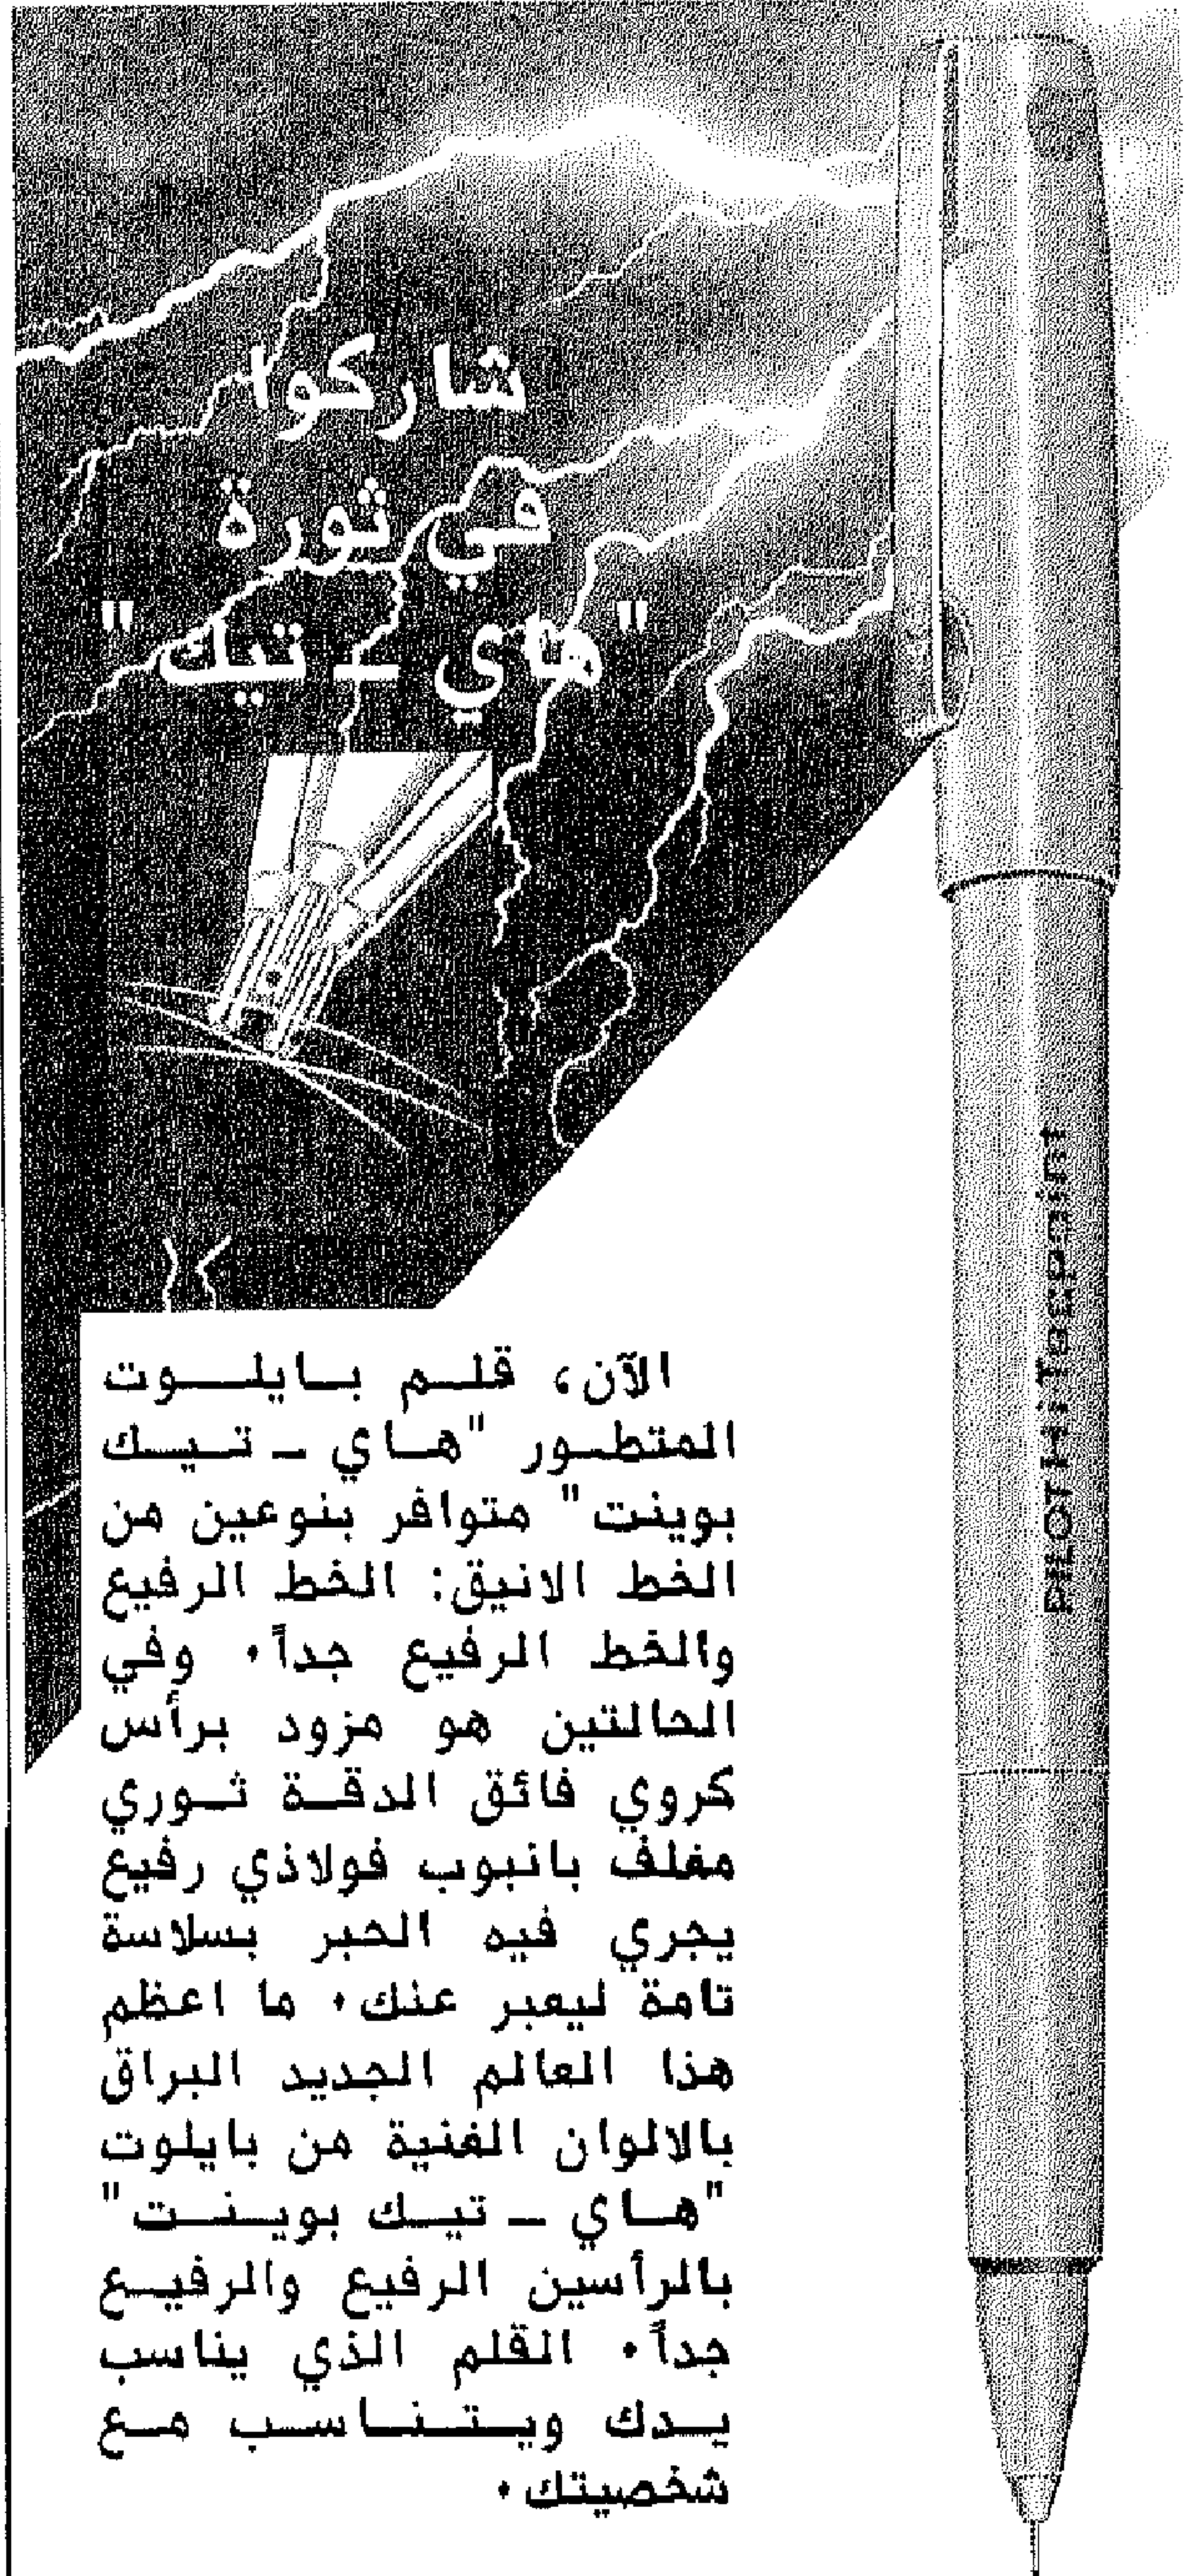 شاركوا
في ثورة
"هاي ـ تيك"
الآن، قلم بايلوت
المتطور "هاي ـ تيك
بوينت" متوافر بنوعين من
الخط الانيق: الخط الرفيع
والخط الرفيع جداً. وفي
الحالتين هو مزود برأس
كروي فائق الدقة ثوري
مغلف بانبوب فولاذي رفيع
يجري فيه الحبر بسلاسة
تامة ليعبر عنك. ما اعظم
هذا العالم الجديد البراق
بالالوان الغنية من بايلوت
"هاي ـ تيك بوينت"
بالرأسين الرفيع والرفيع
جداً. القلم الذي يناسب
يدك ويتناسب مع
شخصيتك.
PILOT Hi-Tecpoint